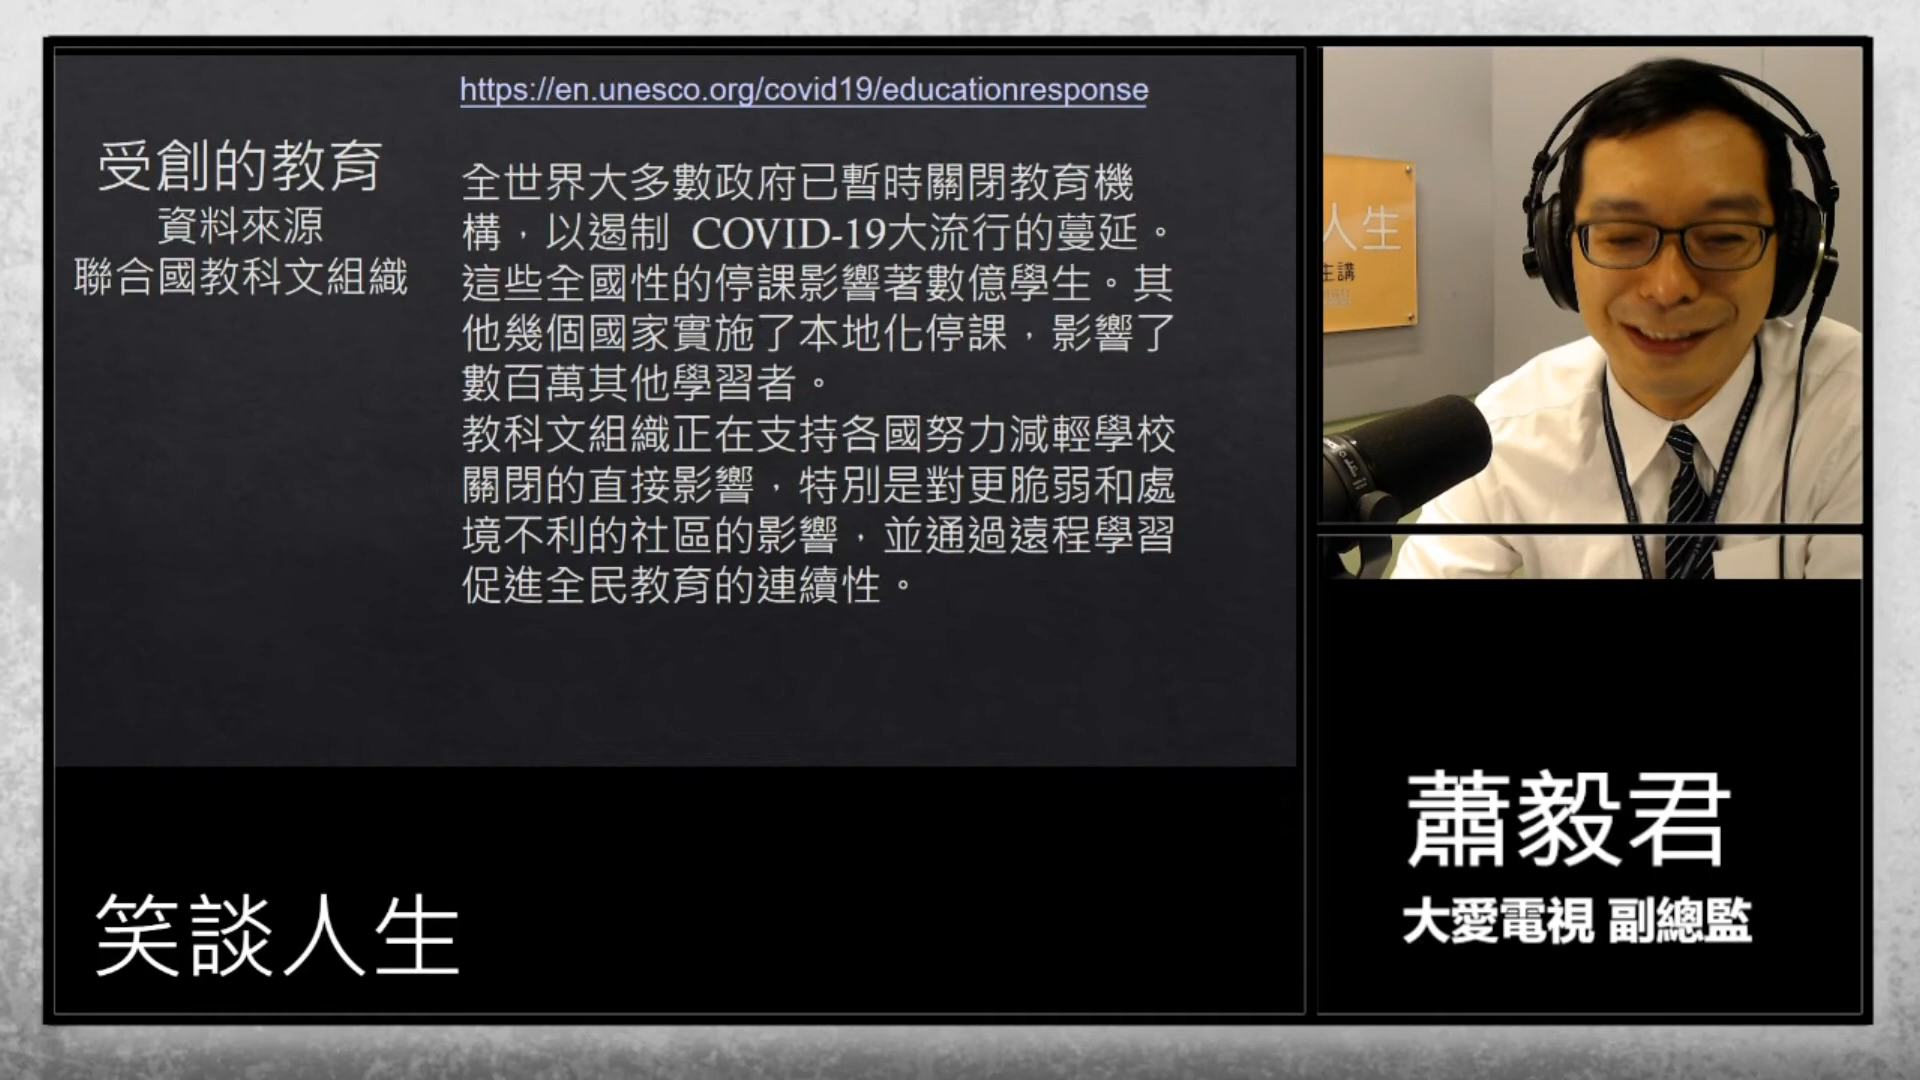 https://en.unesco.org/covid19/educationresponse
受創的教育
資料來源
聯合國教科文組織
全世界大多數政府已暫時關閉教育機
構，以遏制 COVID-19大流行的蔓延。
這些全國性的停課影響著數億學生。其
他幾個國家實施了本地化停課，影響了
數百萬其他學習者。
教科文組織正在支持各國努力減輕學校
關閉的直接影響，特別是對更脆弱和處
境不利的社區的影響，並通過遠程學習
促進全民教育的連續性。
人生
主講
蕭毅君
大愛電視 副總監
笑談人生